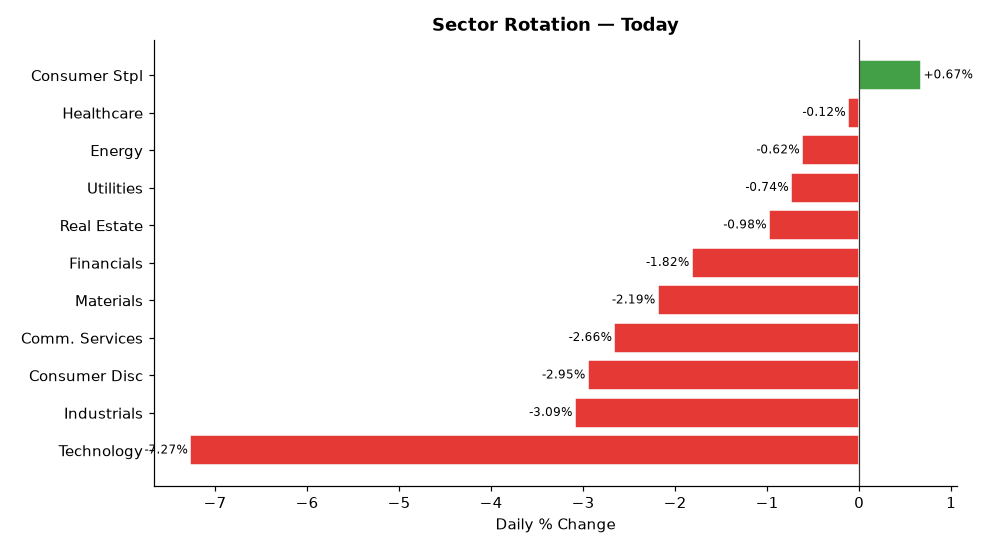 Sector Rotation — Today
Consumer Stpl +0.67%
Healthcare -0.12%
Energy -0.62%
Utilities -0.74%
Real Estate -0.98%
Financials -1.82%
Materials -2.19%
Comm. Services -2.66%
Consumer Disc -2.95%
Industrials -3.09%
Technology -7.27%
−7 −6 −5 −4 −3 −2 −1 0 1
Daily % Change